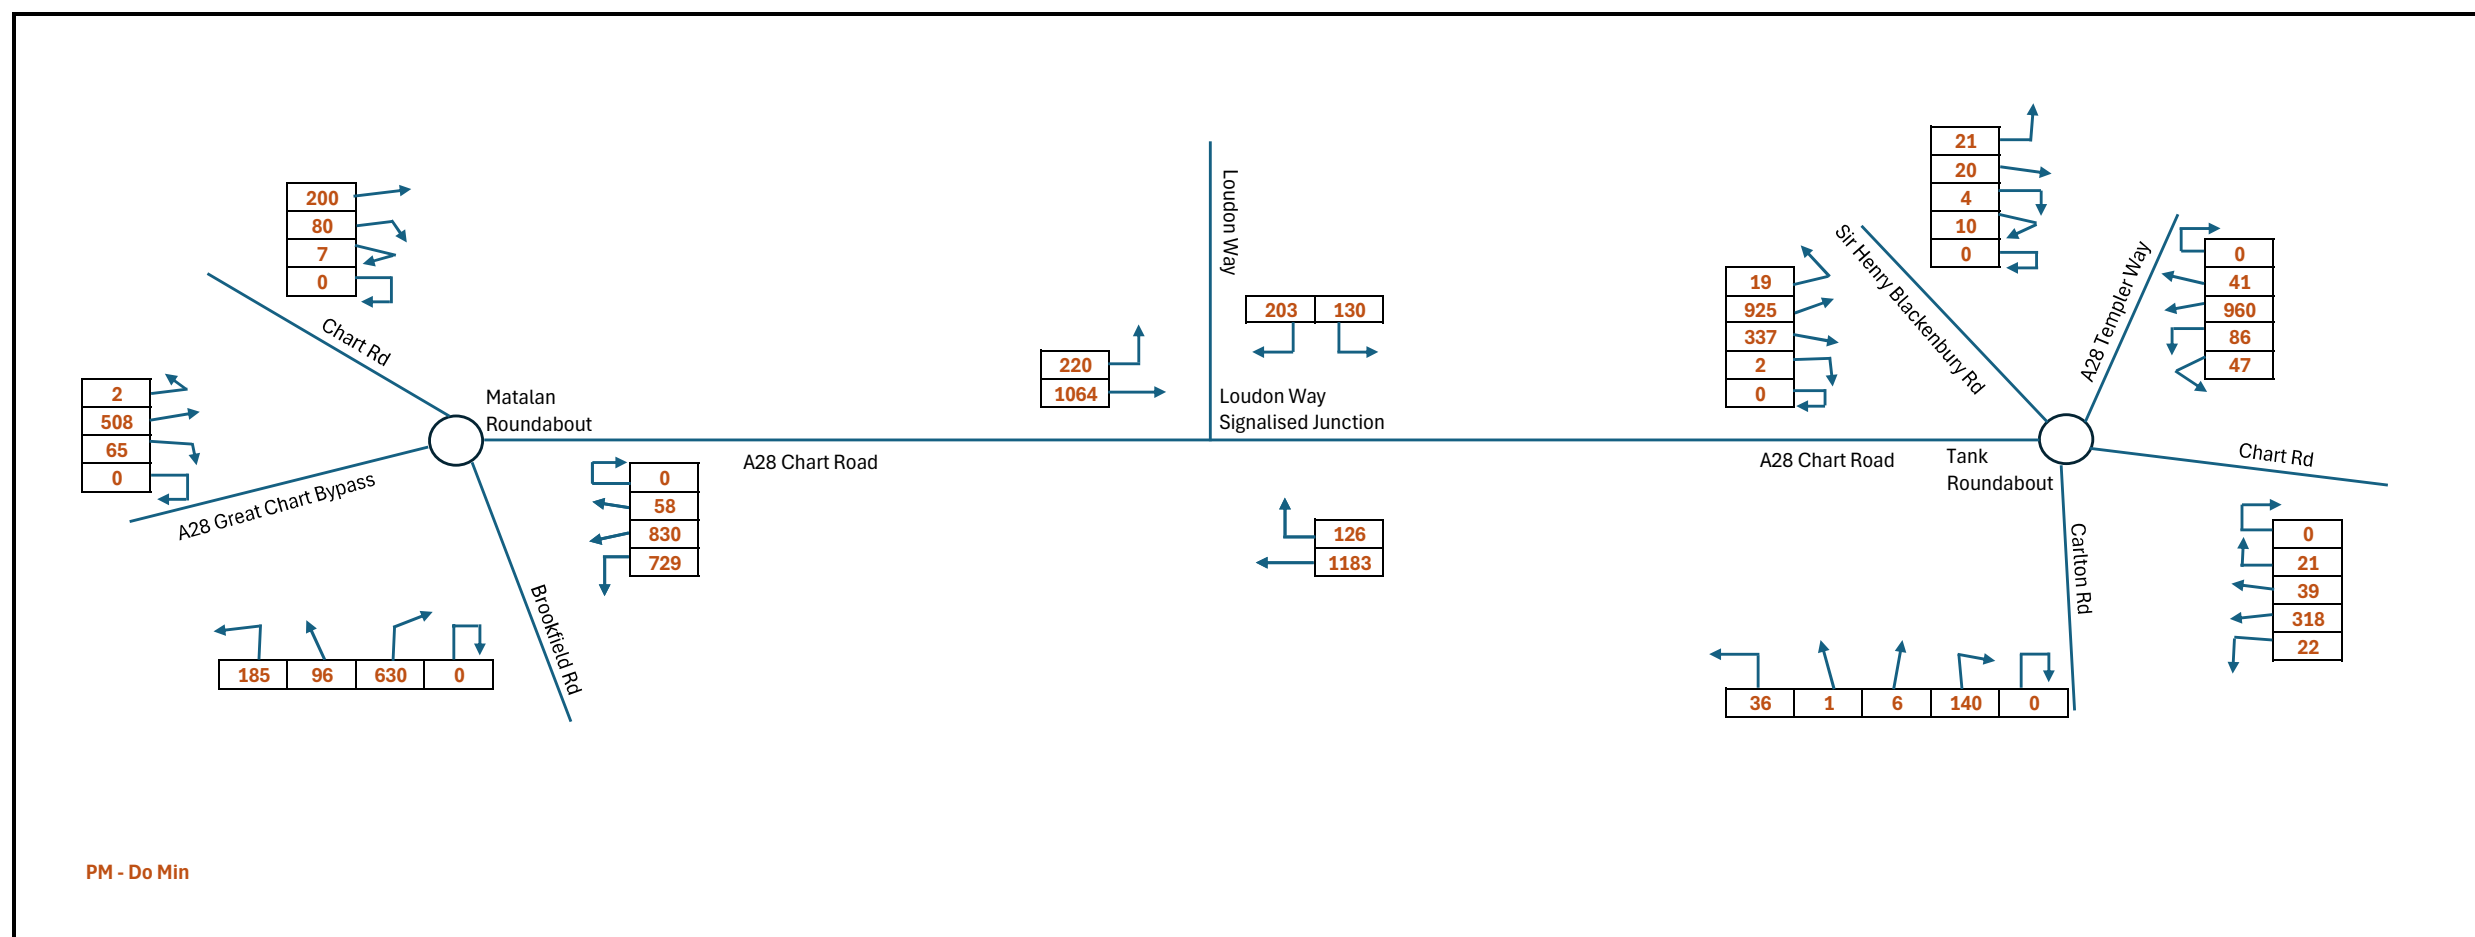 21
20
4
10
0
200
80
7
0
Chart Rd
2
508
65
0
A28 Great Chart Bypass
Matalan
Roundabout
0
58
830
729
A28 Chart Road
Brookfield Rd
185 96 630 0
Loudon Way
203 130
220
1064
Loudon Way
Signalised Junction
126
1183
19
925
337
2
0
Sir Henry Blackenbury Rd
A28 Templer Way
0
41
960
86
47
A28 Chart Road
Tank
Roundabout
Chart Rd
Carlton Rd
0
21
39
318
22
36 1 6 140 0
PM - Do Min